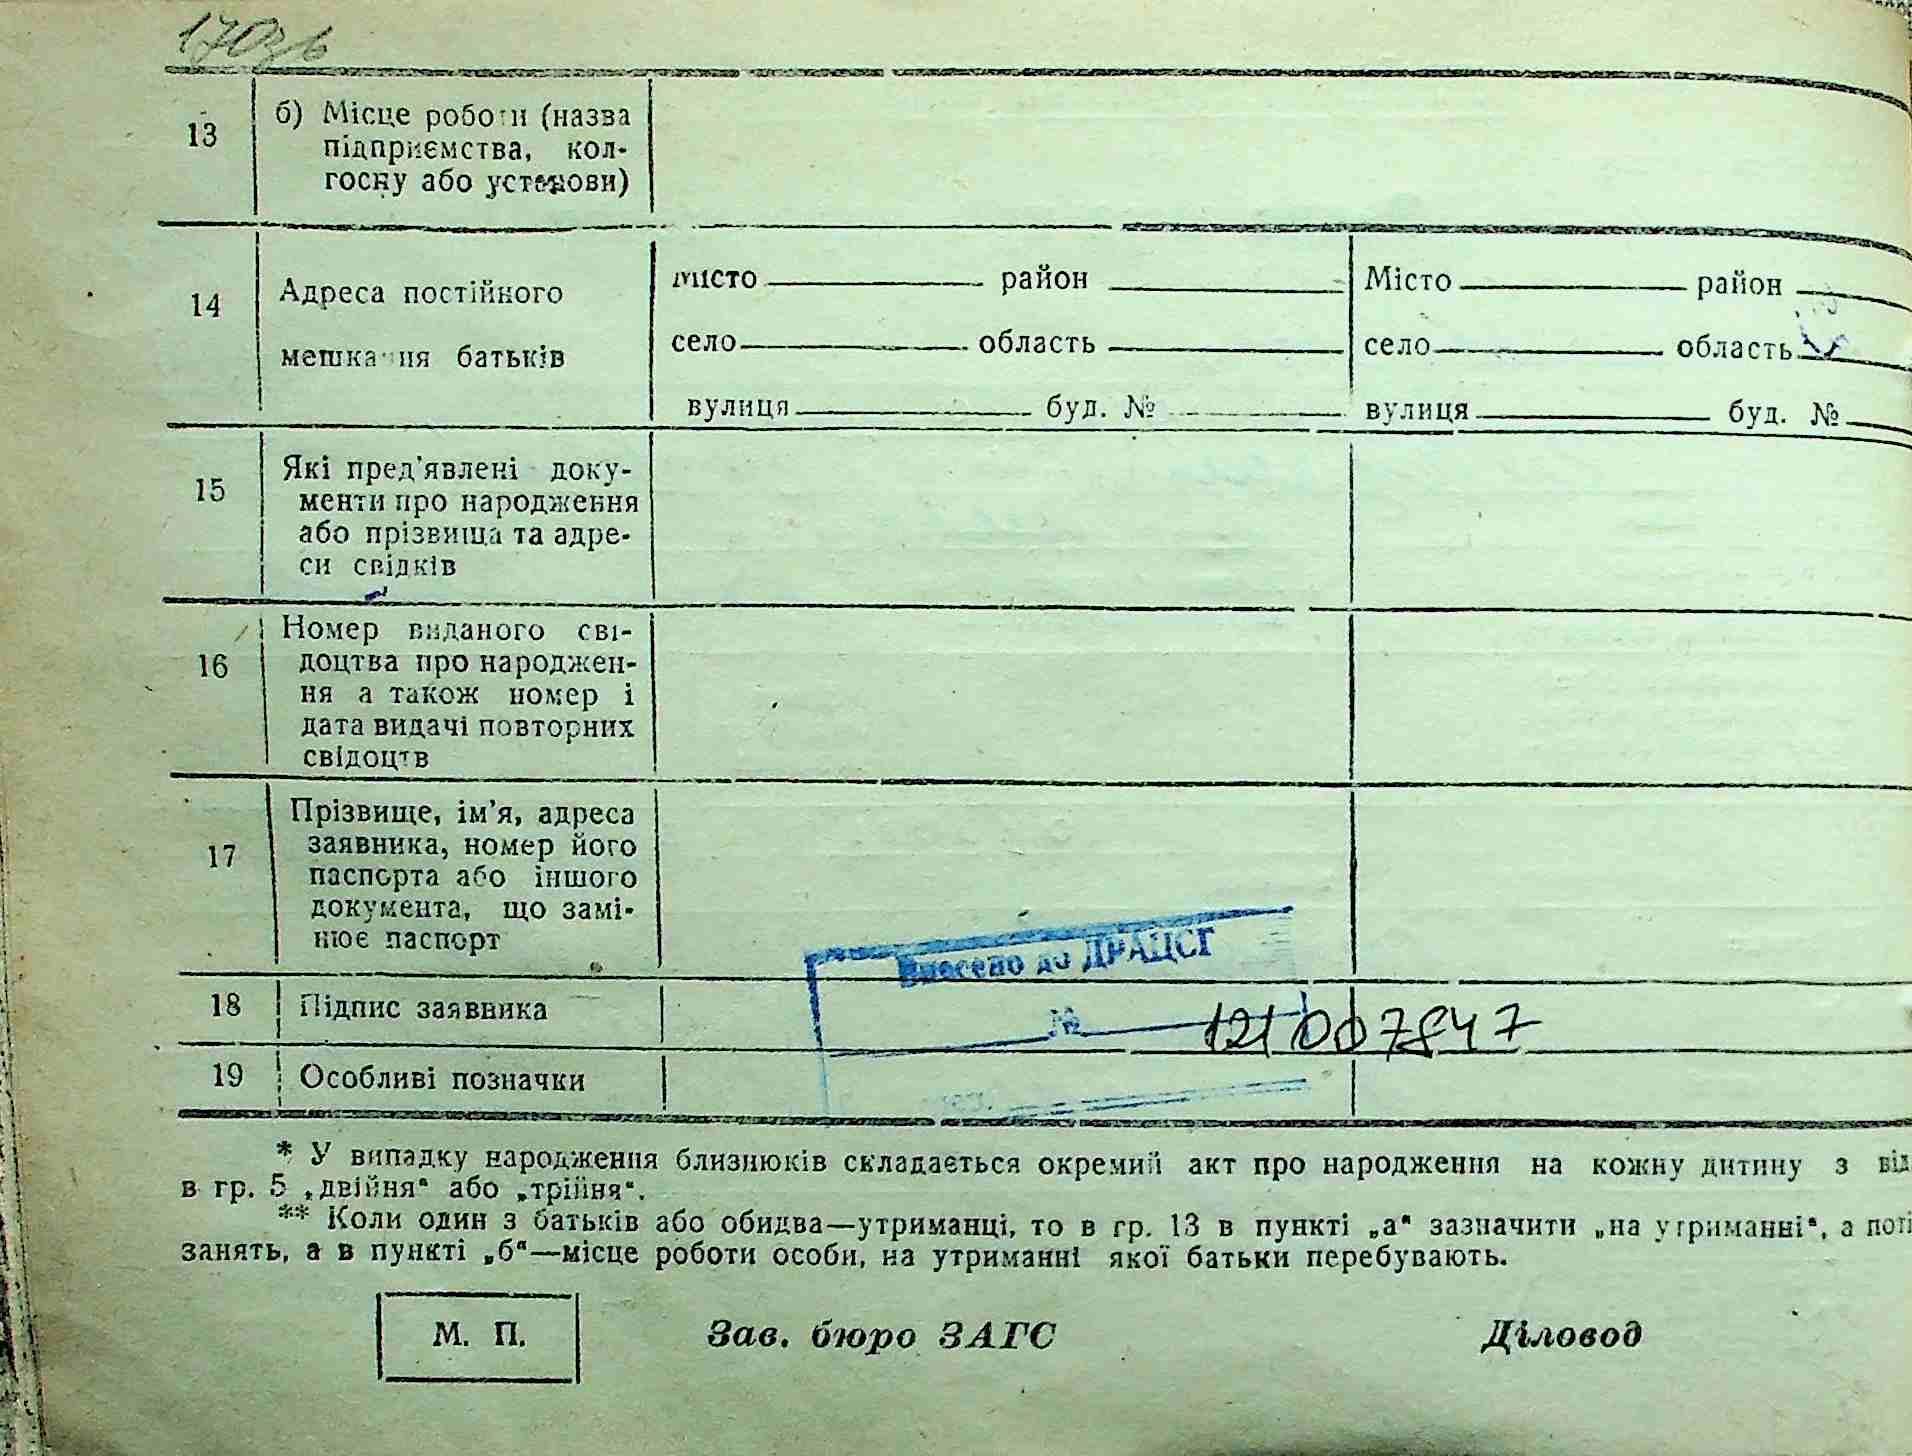 170зв
13 б) Місце роботи (назва
підприємства, кол-
госпу або установи)
14 Адреса постійного
мешкання батьків
місто район Місто район
село область село область
вулиця буд. № вулиця буд. №
15 Які пред'явлені доку-
менти про народження
або прізвища та адре-
си свідків
16 Номер виданого сві-
доцтва про народжен-
ня а також номер і
дата видачі повторних
свідоцтв
17 Прізвище, ім'я, адреса
заявника, номер його
паспорта або іншого
документа, що замі-
нює паспорт
Внесено до ДРАЦСГ
18 Підпис заявника № 121007847
19 Особливі позначки
* У випадку народження близнюків складається окремий акт про народження на кожну дитину з від
в гр. 5 „двійня“ або „трійня“.
** Коли один з батьків або обидва—утриманці, то в гр. 13 в пункті „а“ зазначити „на утриманні“, а поті
занять, а в пункті „б“—місце роботи особи, на утриманні якої батьки перебувають.
М. П. Зав. бюро ЗАГС Діловод